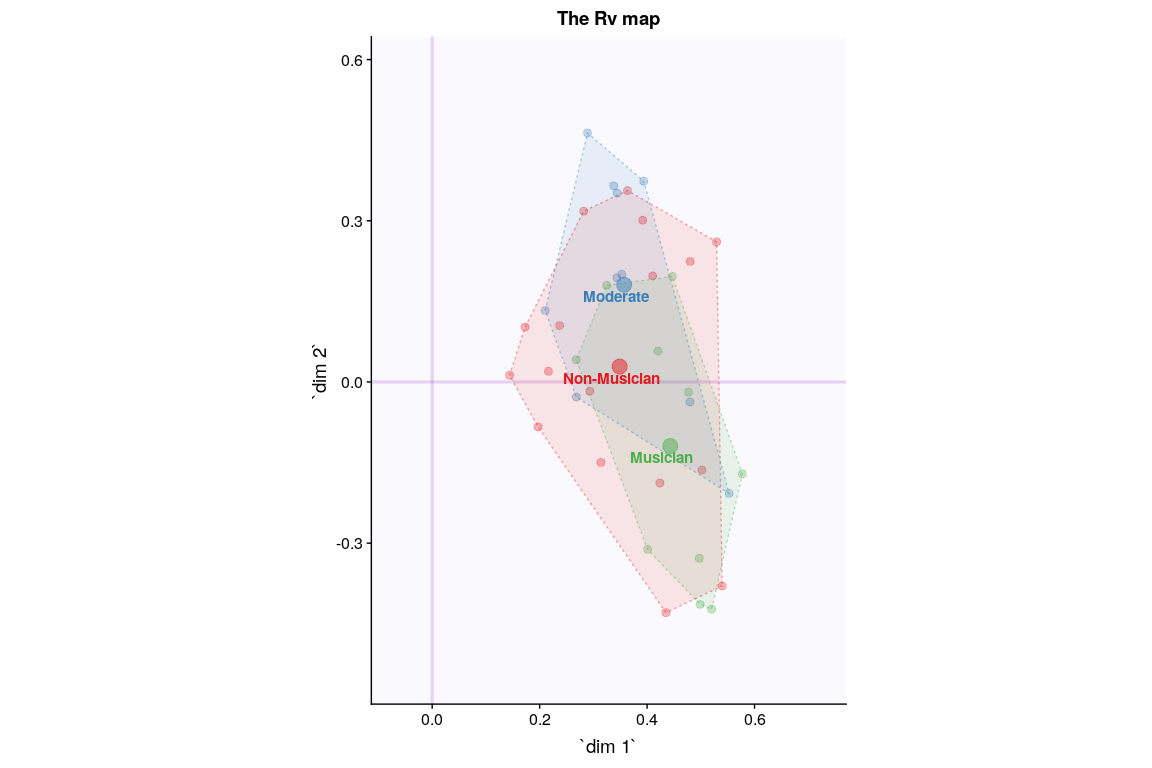 The Rv map
0.6
0.3
0.0
-0.3
`dim 2`
Moderate
Non-Musician
Musician
0.0 0.2 0.4 0.6
`dim 1`